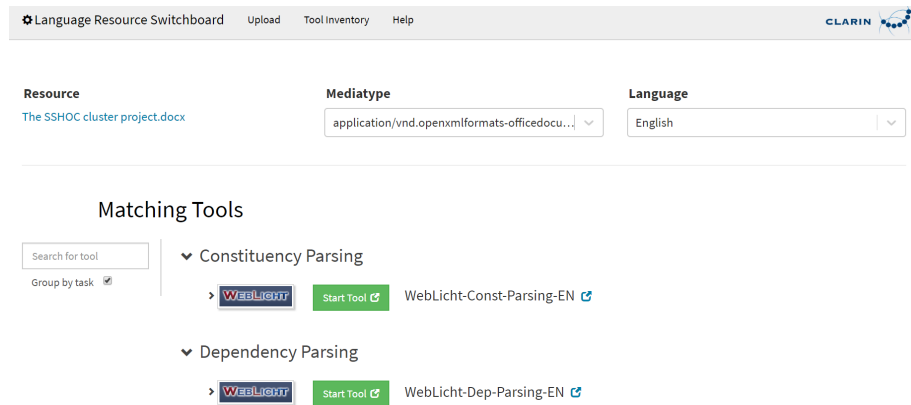 Language Resource Switchboard Upload Tool Inventory Help CLARIN
Resource Mediatype Language
The SSHOC cluster project.docx application/vnd.openxmlformats-officedocu... English
Matching Tools
Search for tool
Group by task
Constituency Parsing
WEBLICHT Start Tool WebLicht-Const-Parsing-EN
Dependency Parsing
WEBLICHT Start Tool WebLicht-Dep-Parsing-EN